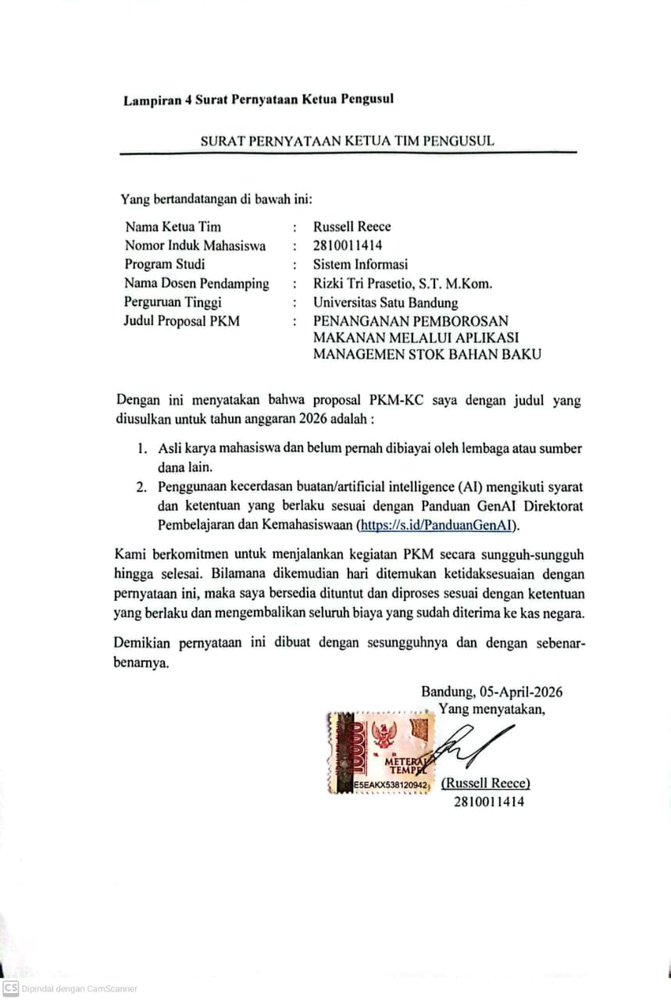 Lampiran 4 Surat Pernyataan Ketua Pengusul
SURAT PERNYATAAN KETUA TIM PENGUSUL
Yang bertandatangan di bawah ini:
Nama Ketua Tim : Russell Reece
Nomor Induk Mahasiswa : 2810011414
Program Studi : Sistem Informasi
Nama Dosen Pendamping : Rizki Tri Prasetio, S.T. M.Kom.
Perguruan Tinggi : Universitas Satu Bandung
Judul Proposal PKM : PENANGANAN PEMBOROSAN
MAKANAN MELALUI APLIKASI
MANAGEMEN STOK BAHAN BAKU
Dengan ini menyatakan bahwa proposal PKM-KC saya dengan judul yang
diusulkan untuk tahun anggaran 2026 adalah :
1. Asli karya mahasiswa dan belum pernah dibiayai oleh lembaga atau sumber
dana lain.
2. Penggunaan kecerdasan buatan/artificial intelligence (AI) mengikuti syarat
dan ketentuan yang berlaku sesuai dengan Panduan GenAI Direktorat
Pembelajaran dan Kemahasiswaan (https://s.id/PanduanGenAI).
Kami berkomitmen untuk menjalankan kegiatan PKM secara sungguh-sungguh
hingga selesai. Bilamana dikemudian hari ditemukan ketidaksesuaian dengan
pernyataan ini, maka saya bersedia dituntut dan diproses sesuai dengan ketentuan
yang berlaku dan mengembalikan seluruh biaya yang sudah diterima ke kas negara.
Demikian pernyataan ini dibuat dengan sesungguhnya dan dengan sebenar-
benarnya.
Bandung, 05-April-2026
Yang menyatakan,
10000
METERAI
TEMPEL
E5EAKX538120942
(Russell Reece)
2810011414
CS Dipindai dengan CamScanner